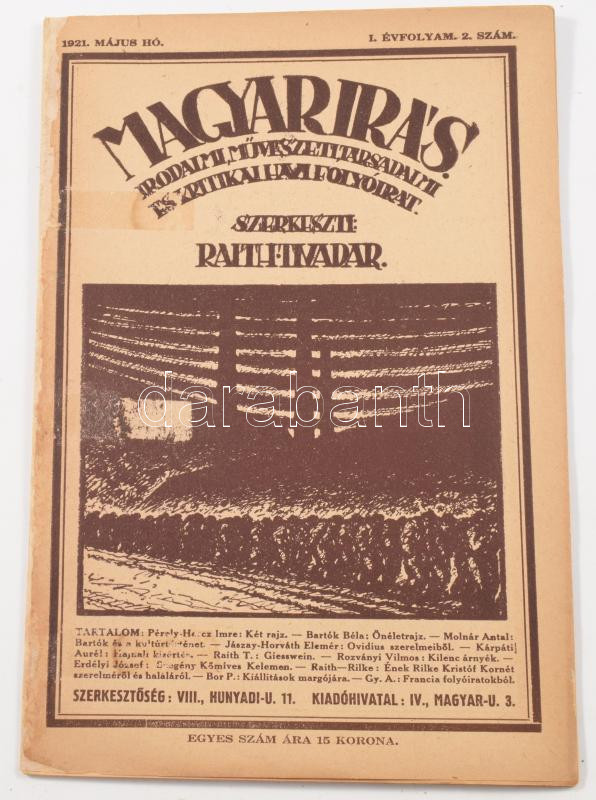 1921. MÁJUS HÓ.
I. ÉVFOLYAM. 2. SZÁM.
MAGYAR IRÁS.
IRODALMI, MŰVÉSZETI, TARSADALMI
ÉS KRITIKAI HAVI FOLYÓIRAT.
SZERKESZTI:
RAITH-TIVADAR.
darabanth
TARTALOM: Pérely-Hercz Imre: Két rajz. — Bartók Béla: Önéletrajz. — Molnár Antal:
Bartók és a kultúrtörténet. — Jászay-Horváth Elemér: Ovidius szerelmeiből. — Kárpáti
Aurél: Hajnali kisértés. — Raith T.: Giesswein. — Rozványi Vilmos: Kilenc árnyék. —
Erdélyi József: Szegény Kőmives Kelemen. — Raith—Rilke: Ének Rilke Kristóf Kornét
szerelméről és haláláról. — Bor P.: Kiállitások margójára. — Gy. A.: Francia folyóiratokból.
SZERKESZTŐSÉG: VIII., HUNYADI-U. 11. KIADÓHIVATAL: IV., MAGYAR-U. 3.
EGYES SZÁM ÁRA 15 KORONA.